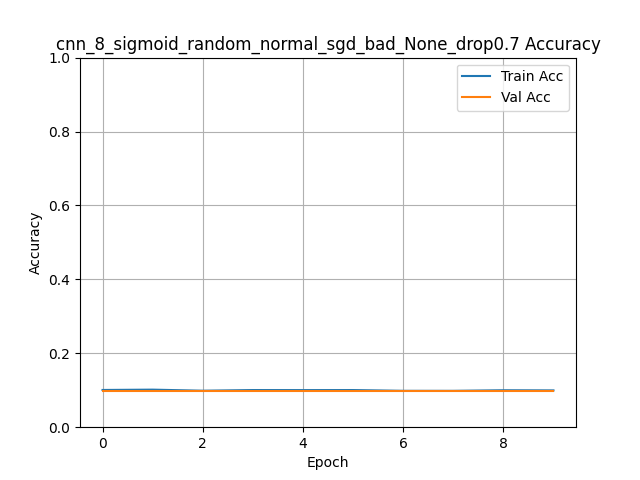 cnn_8_sigmoid_random_normal_sgd_bad_None_drop0.7 Accuracy
1.0
Train Acc
Val Acc
0.8
0.6
Accuracy
0.4
0.2
0.0
0 2 4 6 8
Epoch